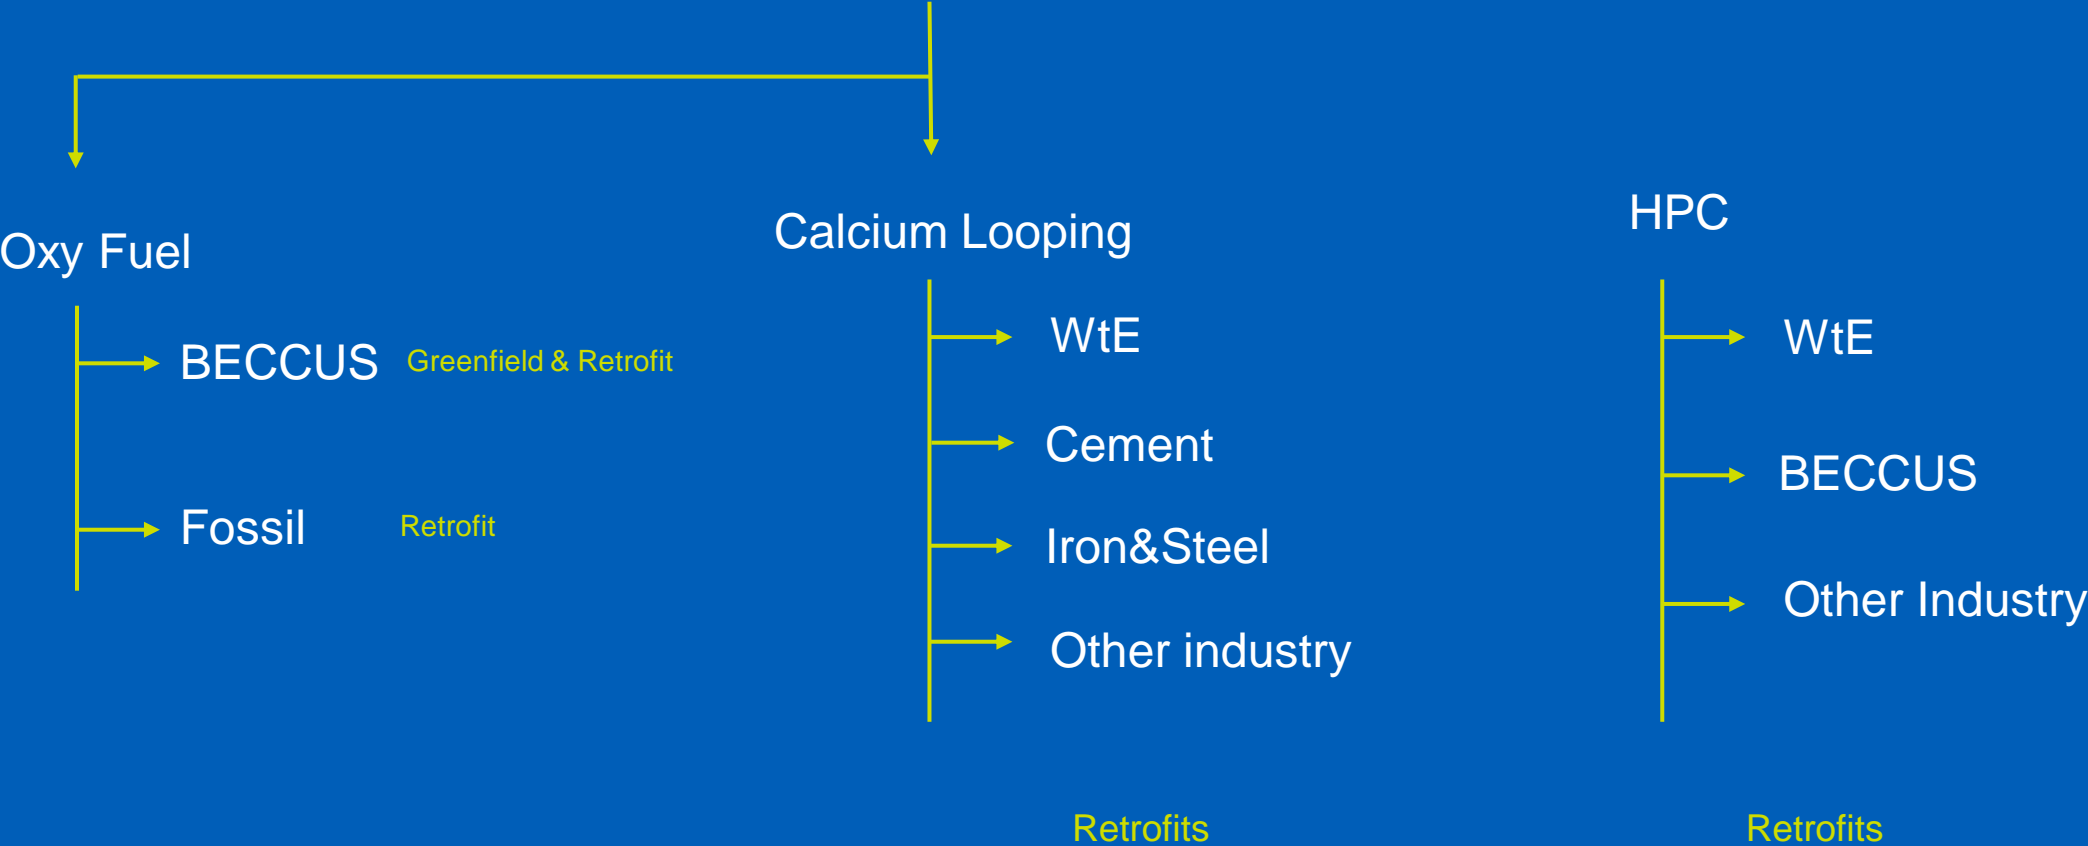 Oxy Fuel
BECCUS Greenfield & Retrofit
Fossil Retrofit
Calcium Looping
WtE
Cement
Iron&Steel
Other industry
Retrofits
HPC
WtE
BECCUS
Other Industry
Retrofits